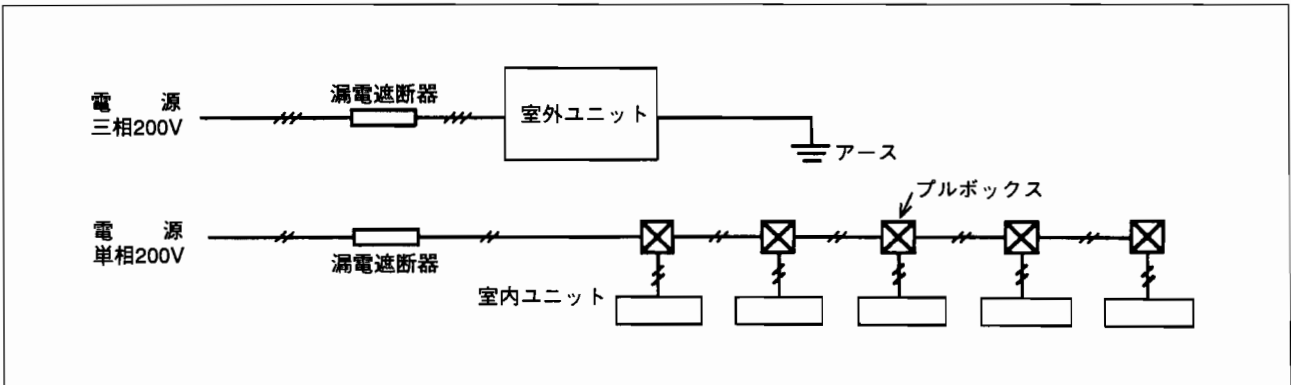 電　源
三相200V
漏電遮断器
室外ユニット
アース
プルボックス
電　源
単相200V
漏電遮断器
室内ユニット